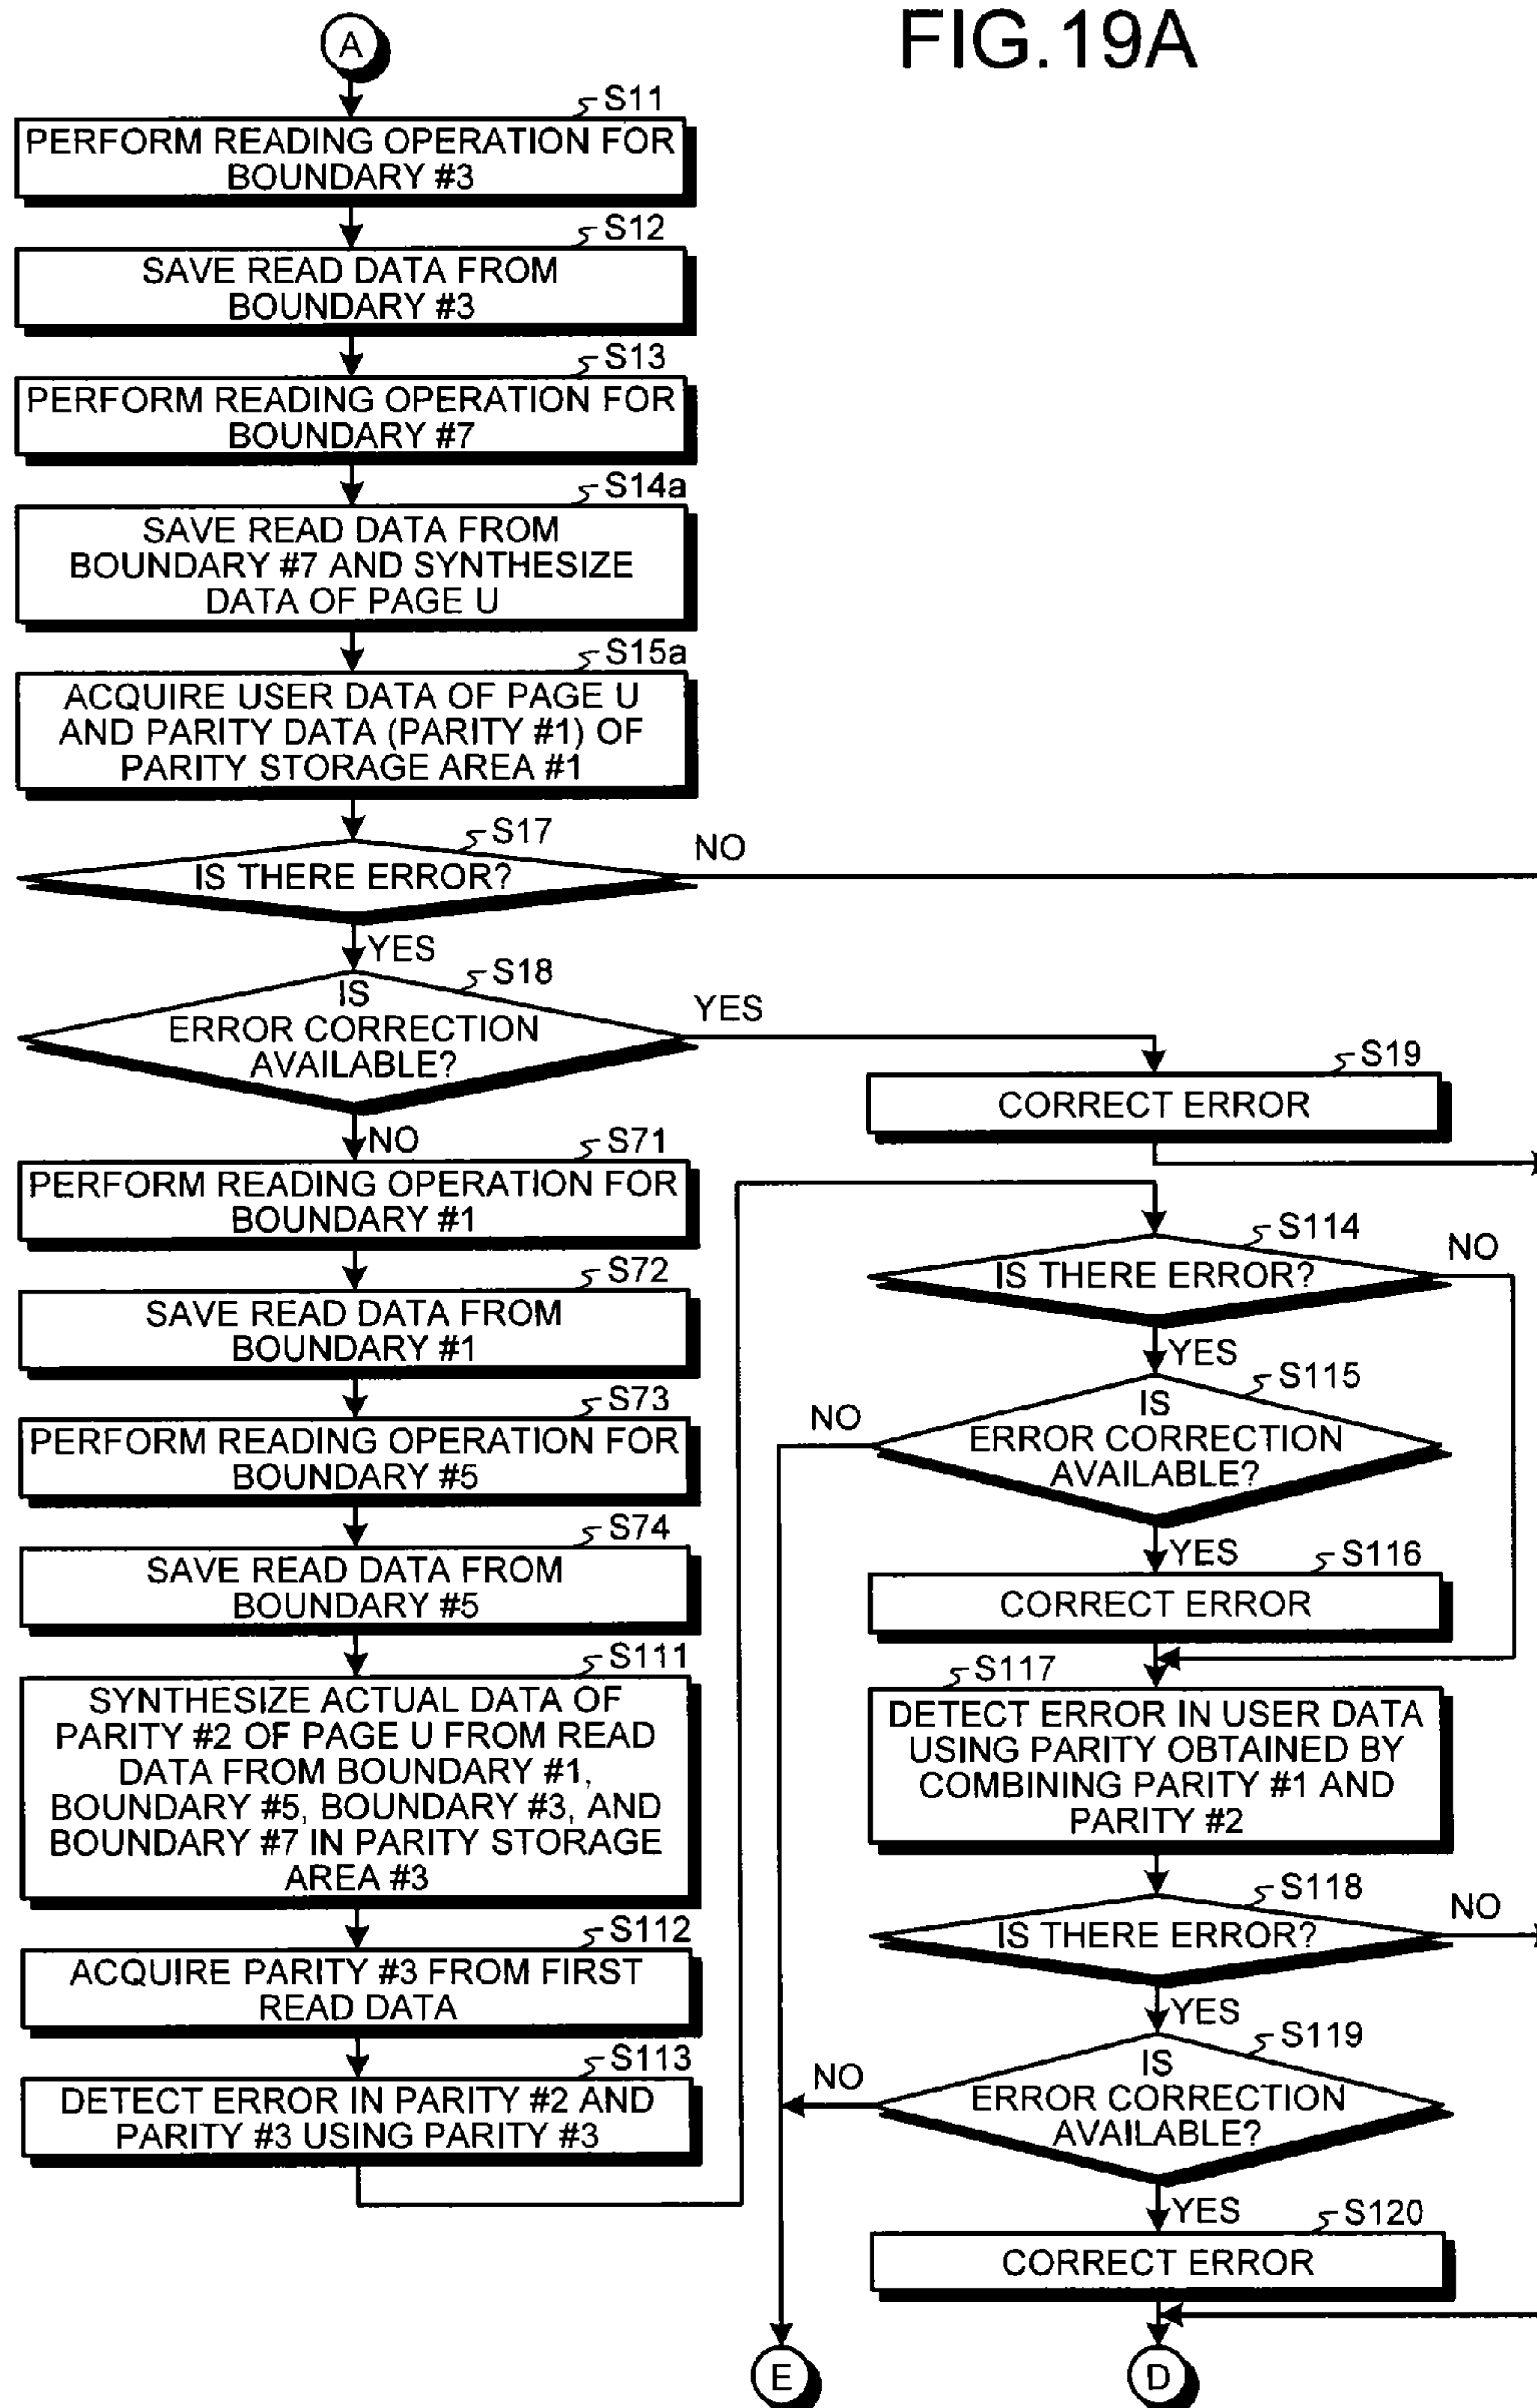 FIG.19A
A
S11
PERFORM READING OPERATION FOR
BOUNDARY #3
S12
SAVE READ DATA FROM
BOUNDARY #3
S13
PERFORM READING OPERATION FOR
BOUNDARY #7
S14a
SAVE READ DATA FROM
BOUNDARY #7 AND SYNTHESIZE
DATA OF PAGE U
S15a
ACQUIRE USER DATA OF PAGE U
AND PARITY DATA (PARITY #1) OF
PARITY STORAGE AREA #1
S17
IS THERE ERROR?
NO
YES
S18
IS
ERROR CORRECTION
AVAILABLE?
YES
NO
S19
CORRECT ERROR
S71
PERFORM READING OPERATION FOR
BOUNDARY #1
S72
SAVE READ DATA FROM
BOUNDARY #1
S73
PERFORM READING OPERATION FOR
BOUNDARY #5
S74
SAVE READ DATA FROM
BOUNDARY #5
S111
SYNTHESIZE ACTUAL DATA OF
PARITY #2 OF PAGE U FROM READ
DATA FROM BOUNDARY #1,
BOUNDARY #5, BOUNDARY #3, AND
BOUNDARY #7 IN PARITY STORAGE
AREA #3
S112
ACQUIRE PARITY #3 FROM FIRST
READ DATA
S113
DETECT ERROR IN PARITY #2 AND
PARITY #3 USING PARITY #3
S114
IS THERE ERROR?
NO
YES
S115
IS
ERROR CORRECTION
AVAILABLE?
NO
YES
S116
CORRECT ERROR
S117
DETECT ERROR IN USER DATA
USING PARITY OBTAINED BY
COMBINING PARITY #1 AND
PARITY #2
S118
IS THERE ERROR?
NO
YES
S119
IS
ERROR CORRECTION
AVAILABLE?
NO
YES
S120
CORRECT ERROR
E
D